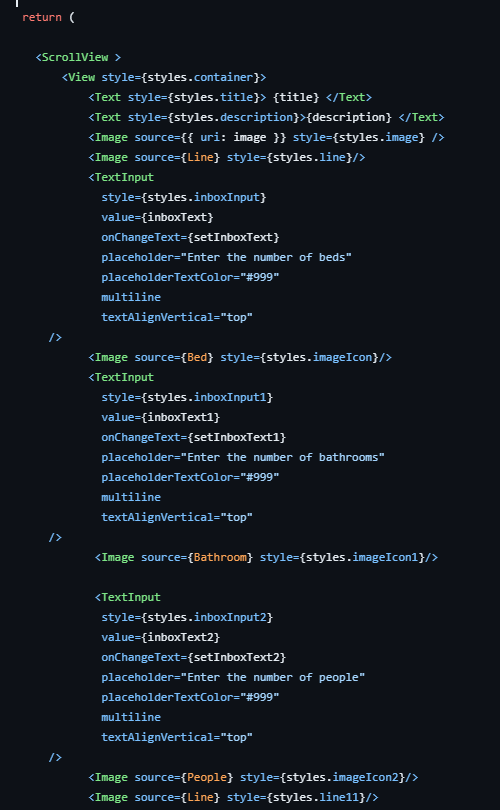 return (
<ScrollView >
<View style={styles.container}>
<Text style={styles.title}> {title} </Text>
<Text style={styles.description}>{description} </Text>
<Image source={{ uri: image }} style={styles.image} />
<Image source={Line} style={styles.line}/>
<TextInput
style={styles.inboxInput}
value={inboxText}
onChangeText={setInboxText}
placeholder="Enter the number of beds"
placeholderTextColor="#999"
multiline
textAlignVertical="top"
/>
<Image source={Bed} style={styles.imageIcon}/>
<TextInput
style={styles.inboxInput1}
value={inboxText1}
onChangeText={setInboxText1}
placeholder="Enter the number of bathrooms"
placeholderTextColor="#999"
multiline
textAlignVertical="top"
/>
<Image source={Bathroom} style={styles.imageIcon1}/>
<TextInput
style={styles.inboxInput2}
value={inboxText2}
onChangeText={setInboxText2}
placeholder="Enter the number of people"
placeholderTextColor="#999"
multiline
textAlignVertical="top"
/>
<Image source={People} style={styles.imageIcon2}/>
<Image source={Line} style={styles.line11}/>